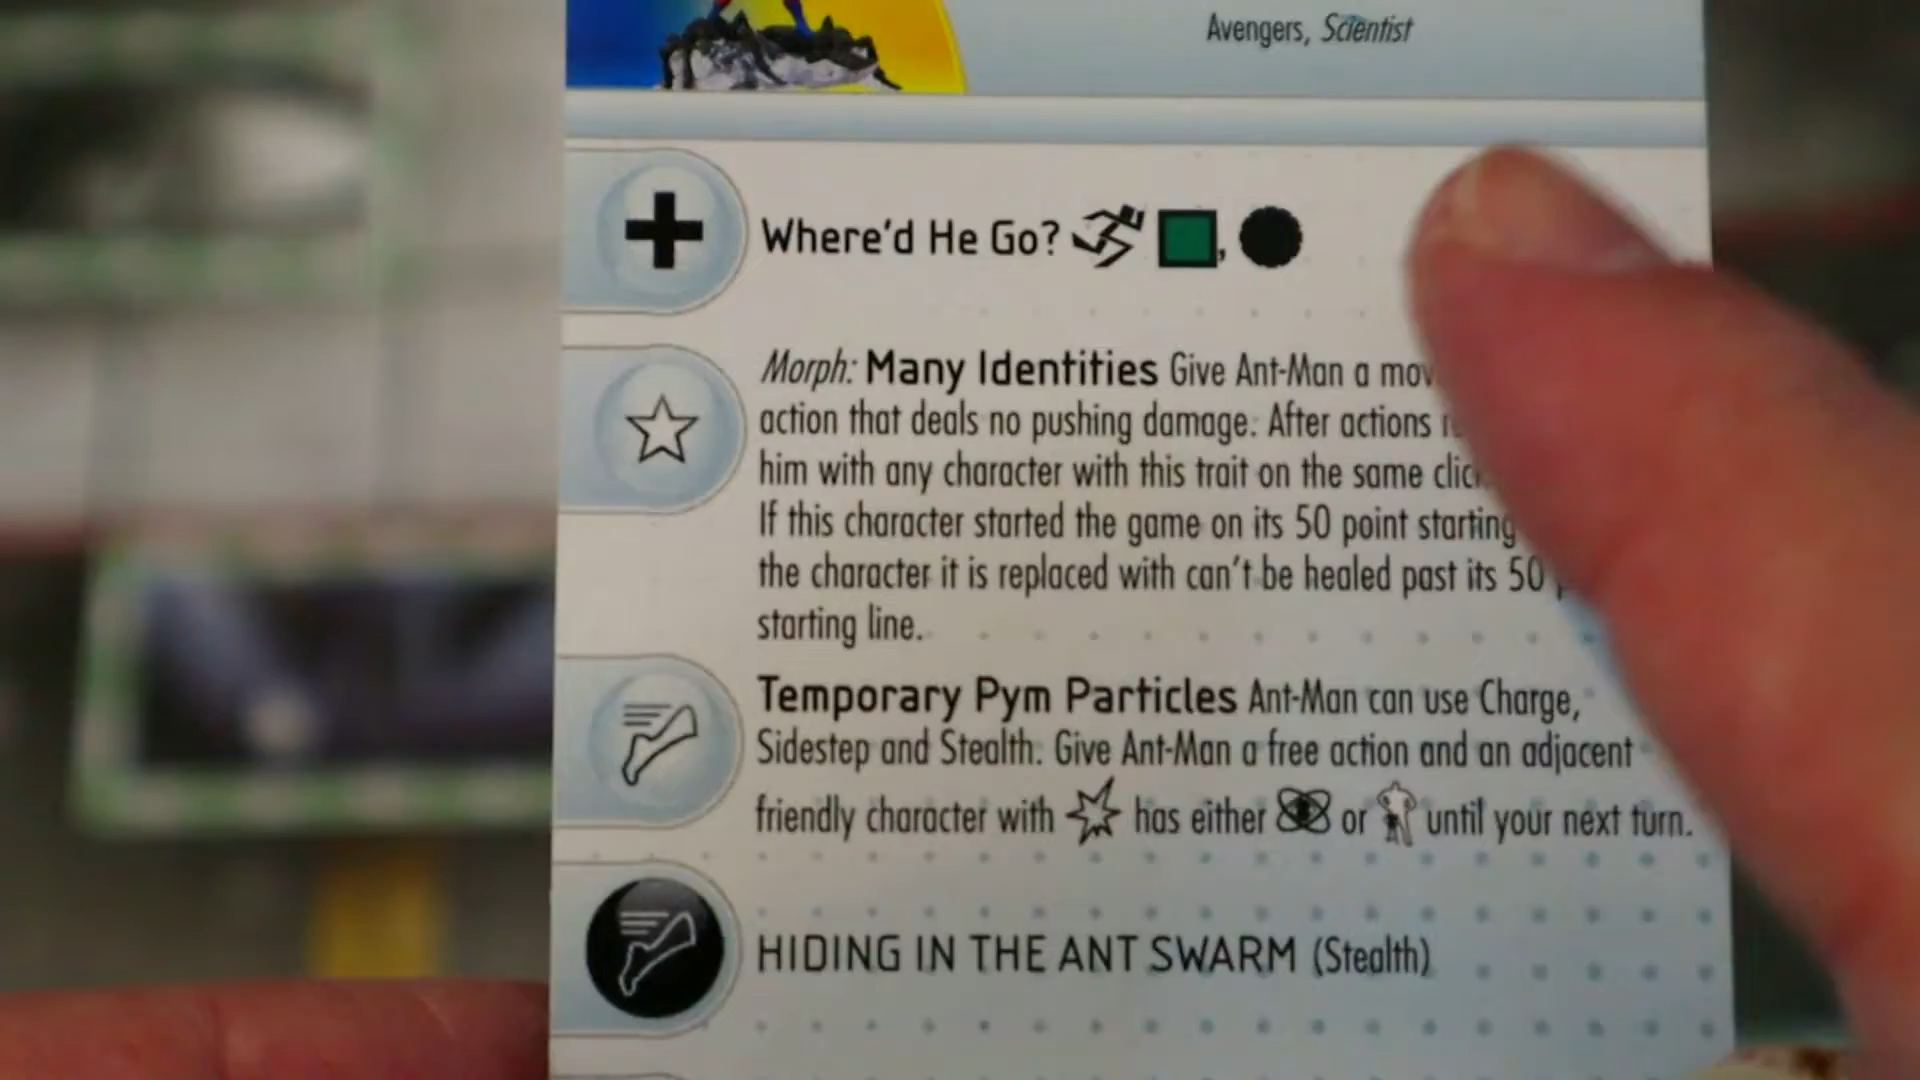 Avengers, Scientist
Where'd He Go? ,
Morph: Many Identities Give Ant-Man a
action that deals no pushing damage. After actions
him with any character with this trait on the same
If this character started the game on its 50 point starting
the character it is replaced with can't be healed past its 50
starting line.
Temporary Pym Particles Ant-Man can use Charge,
Sidestep and Stealth. Give Ant-Man a free action and an adjacent
friendly character with has either or until your next turn.
HIDING IN THE ANT SWARM (Stealth)